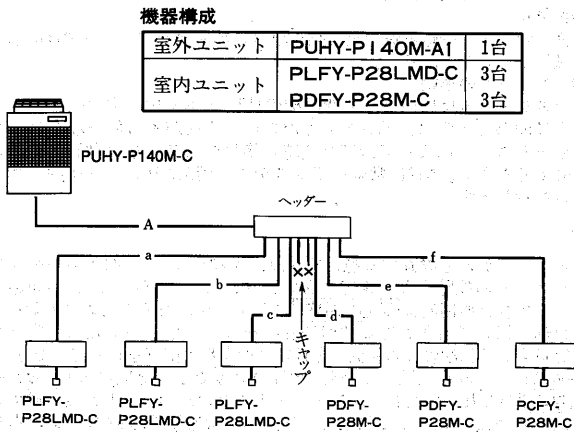 機器構成
室外ユニット PUHY-P140M-A1 1台
室内ユニット PLFY-P28LMD-C 3台
PDFY-P28M-C 3台
PUHY-P140M-C
ヘッダー
A
a
b
c
d
e
f
××
キャップ
PLFY-
P28LMD-C
PLFY-
P28LMD-C
PLFY-
P28LMD-C
PDFY-
P28M-C
PDFY-
P28M-C
PCFY-
P28M-C